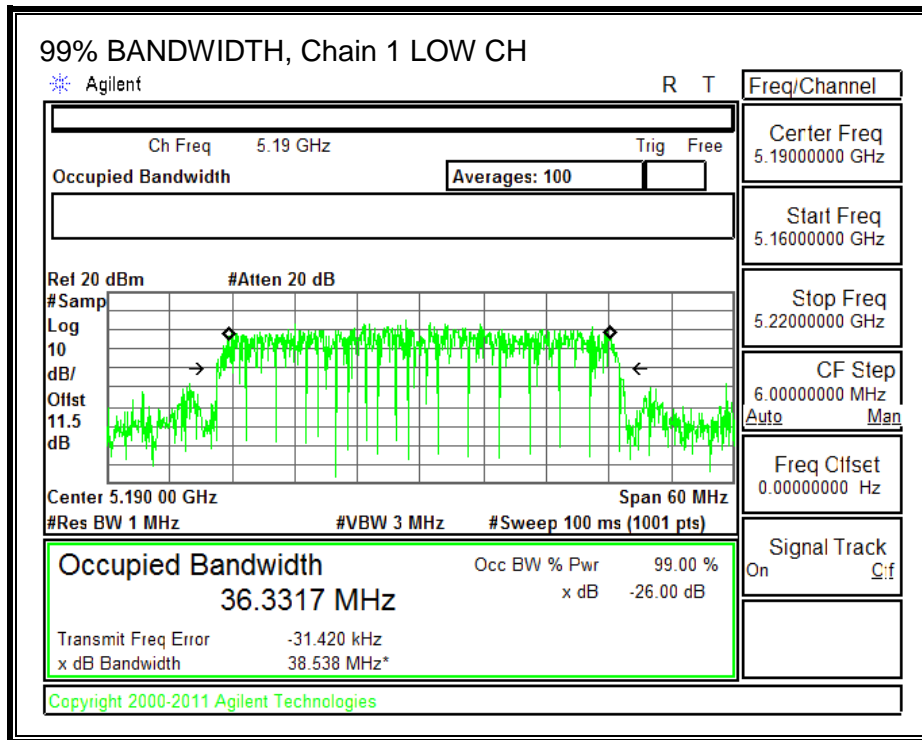 99% BANDWIDTH, Chain 1 LOW CH
Agilent R T
Ch Freq 5.19 GHz Trig Free
Occupied Bandwidth Averages: 100
Ref 20 dBm #Atten 20 dB
#Samp
Log
10
dB/
Offst
11.5
dB
Center 5.190 00 GHz Span 60 MHz
#Res BW 1 MHz #VBW 3 MHz #Sweep 100 ms (1001 pts)
Occupied Bandwidth Occ BW % Pwr 99.00 %
36.3317 MHz x dB -26.00 dB
Transmit Freq Error -31.420 kHz
x dB Bandwidth 38.538 MHz*
Copyright 2000-2011 Agilent Technologies
Freq/Channel
Center Freq
5.19000000 GHz
Start Freq
5.16000000 GHz
Stop Freq
5.22000000 GHz
CF Step
6.00000000 MHz
Auto Man
Freq Offset
0.00000000 Hz
Signal Track
On Off